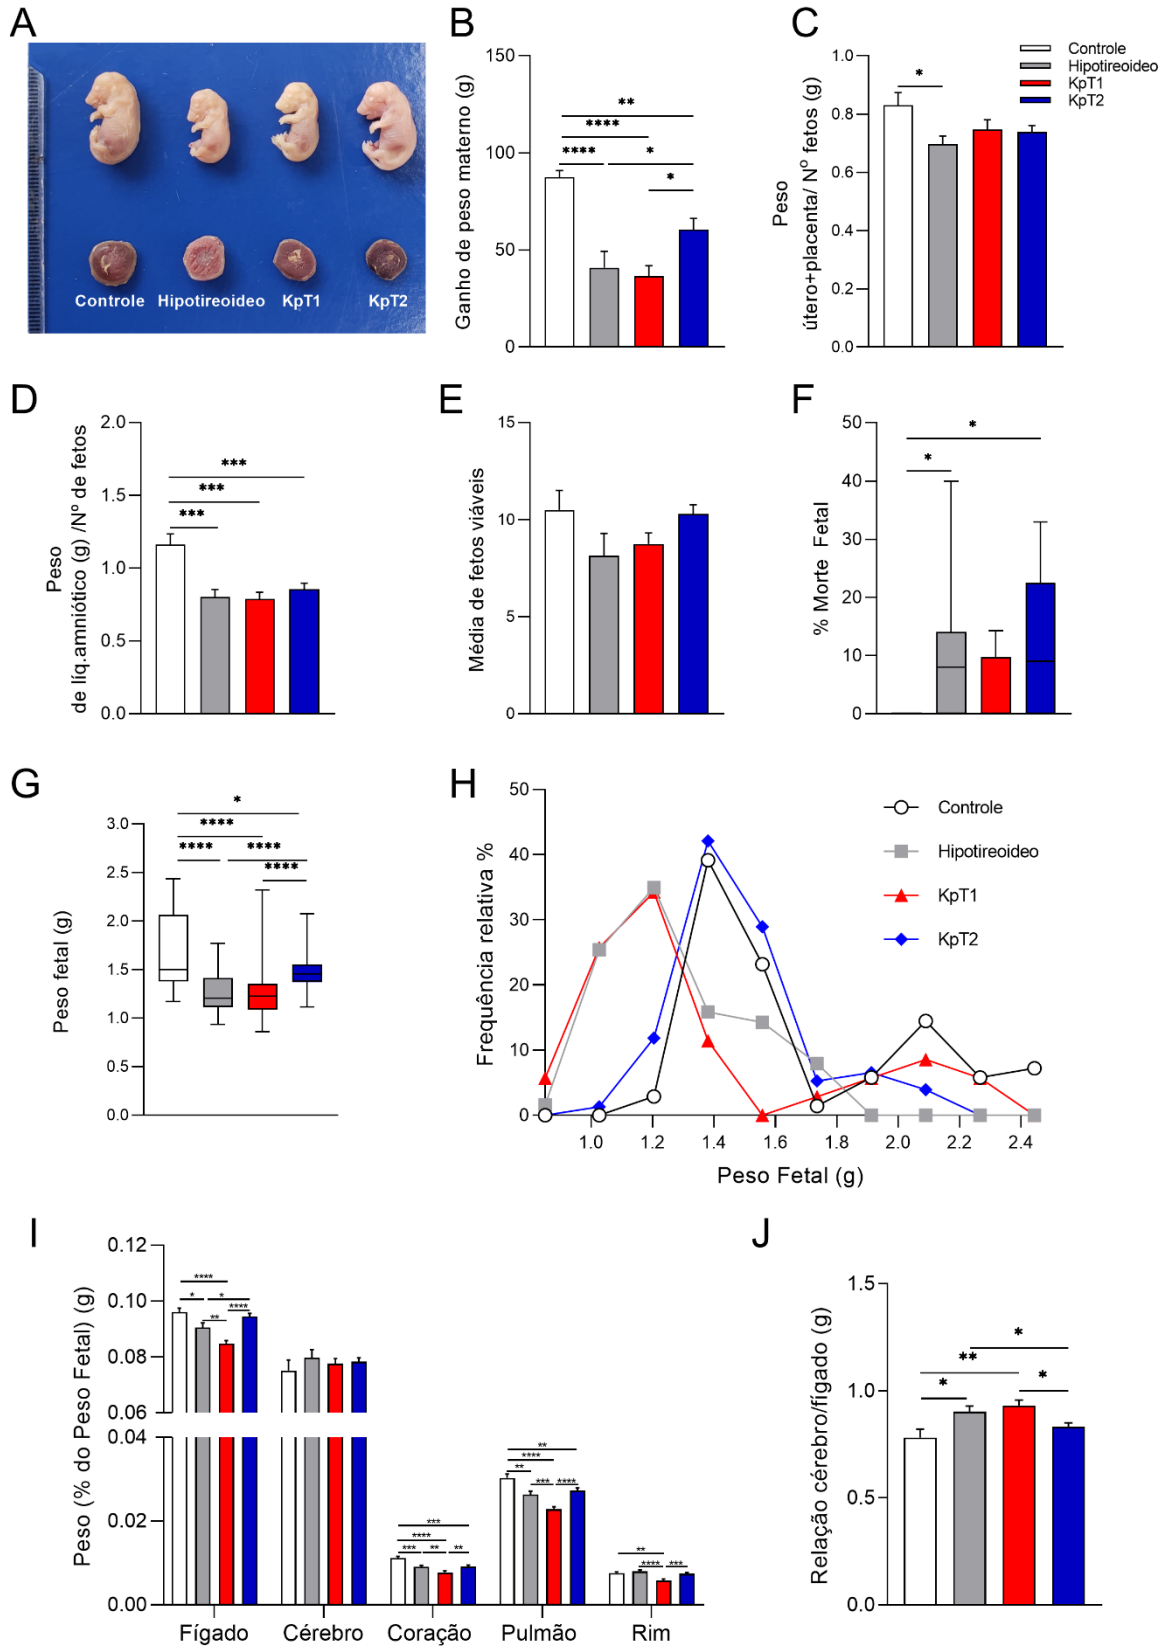 A
Controle
Hipotireoideo
KpT1
KpT2
B
Ganho de peso materno (g)
150
100
50
0
**
****
****
*
*
C
Peso
útero+placenta/ Nº fetos (g)
1.0
0.8
0.6
0.4
0.2
0.0
*
Controle
Hipotireoideo
KpT1
KpT2
D
Peso
de líq.amniótico (g) /Nº de fetos
2.0
1.5
1.0
0.5
0.0
***
***
***
E
Média de fetos viáveis
15
10
5
0
F
% Morte Fetal
50
40
30
20
10
0
*
*
G
Peso fetal (g)
3.0
2.5
2.0
1.5
1.0
0.5
0.0
*
****
****
****
****
H
Frequência relativa %
50
40
30
20
10
0
1.0
1.2
1.4
1.6
1.8
2.0
2.2
2.4
Peso Fetal (g)
Controle
Hipotireoideo
KpT1
KpT2
I
Peso (% do Peso Fetal) (g)
0.12
0.10
0.08
0.06
0.04
0.02
0.00
****
*
*
**
****
***
****
***
**
**
**
****
**
***
****
**
****
***
Fígado
Cérebro
Coração
Pulmão
Rim
J
Relação cérebro/fígado (g)
1.5
1.0
0.5
0.0
*
**
*
*